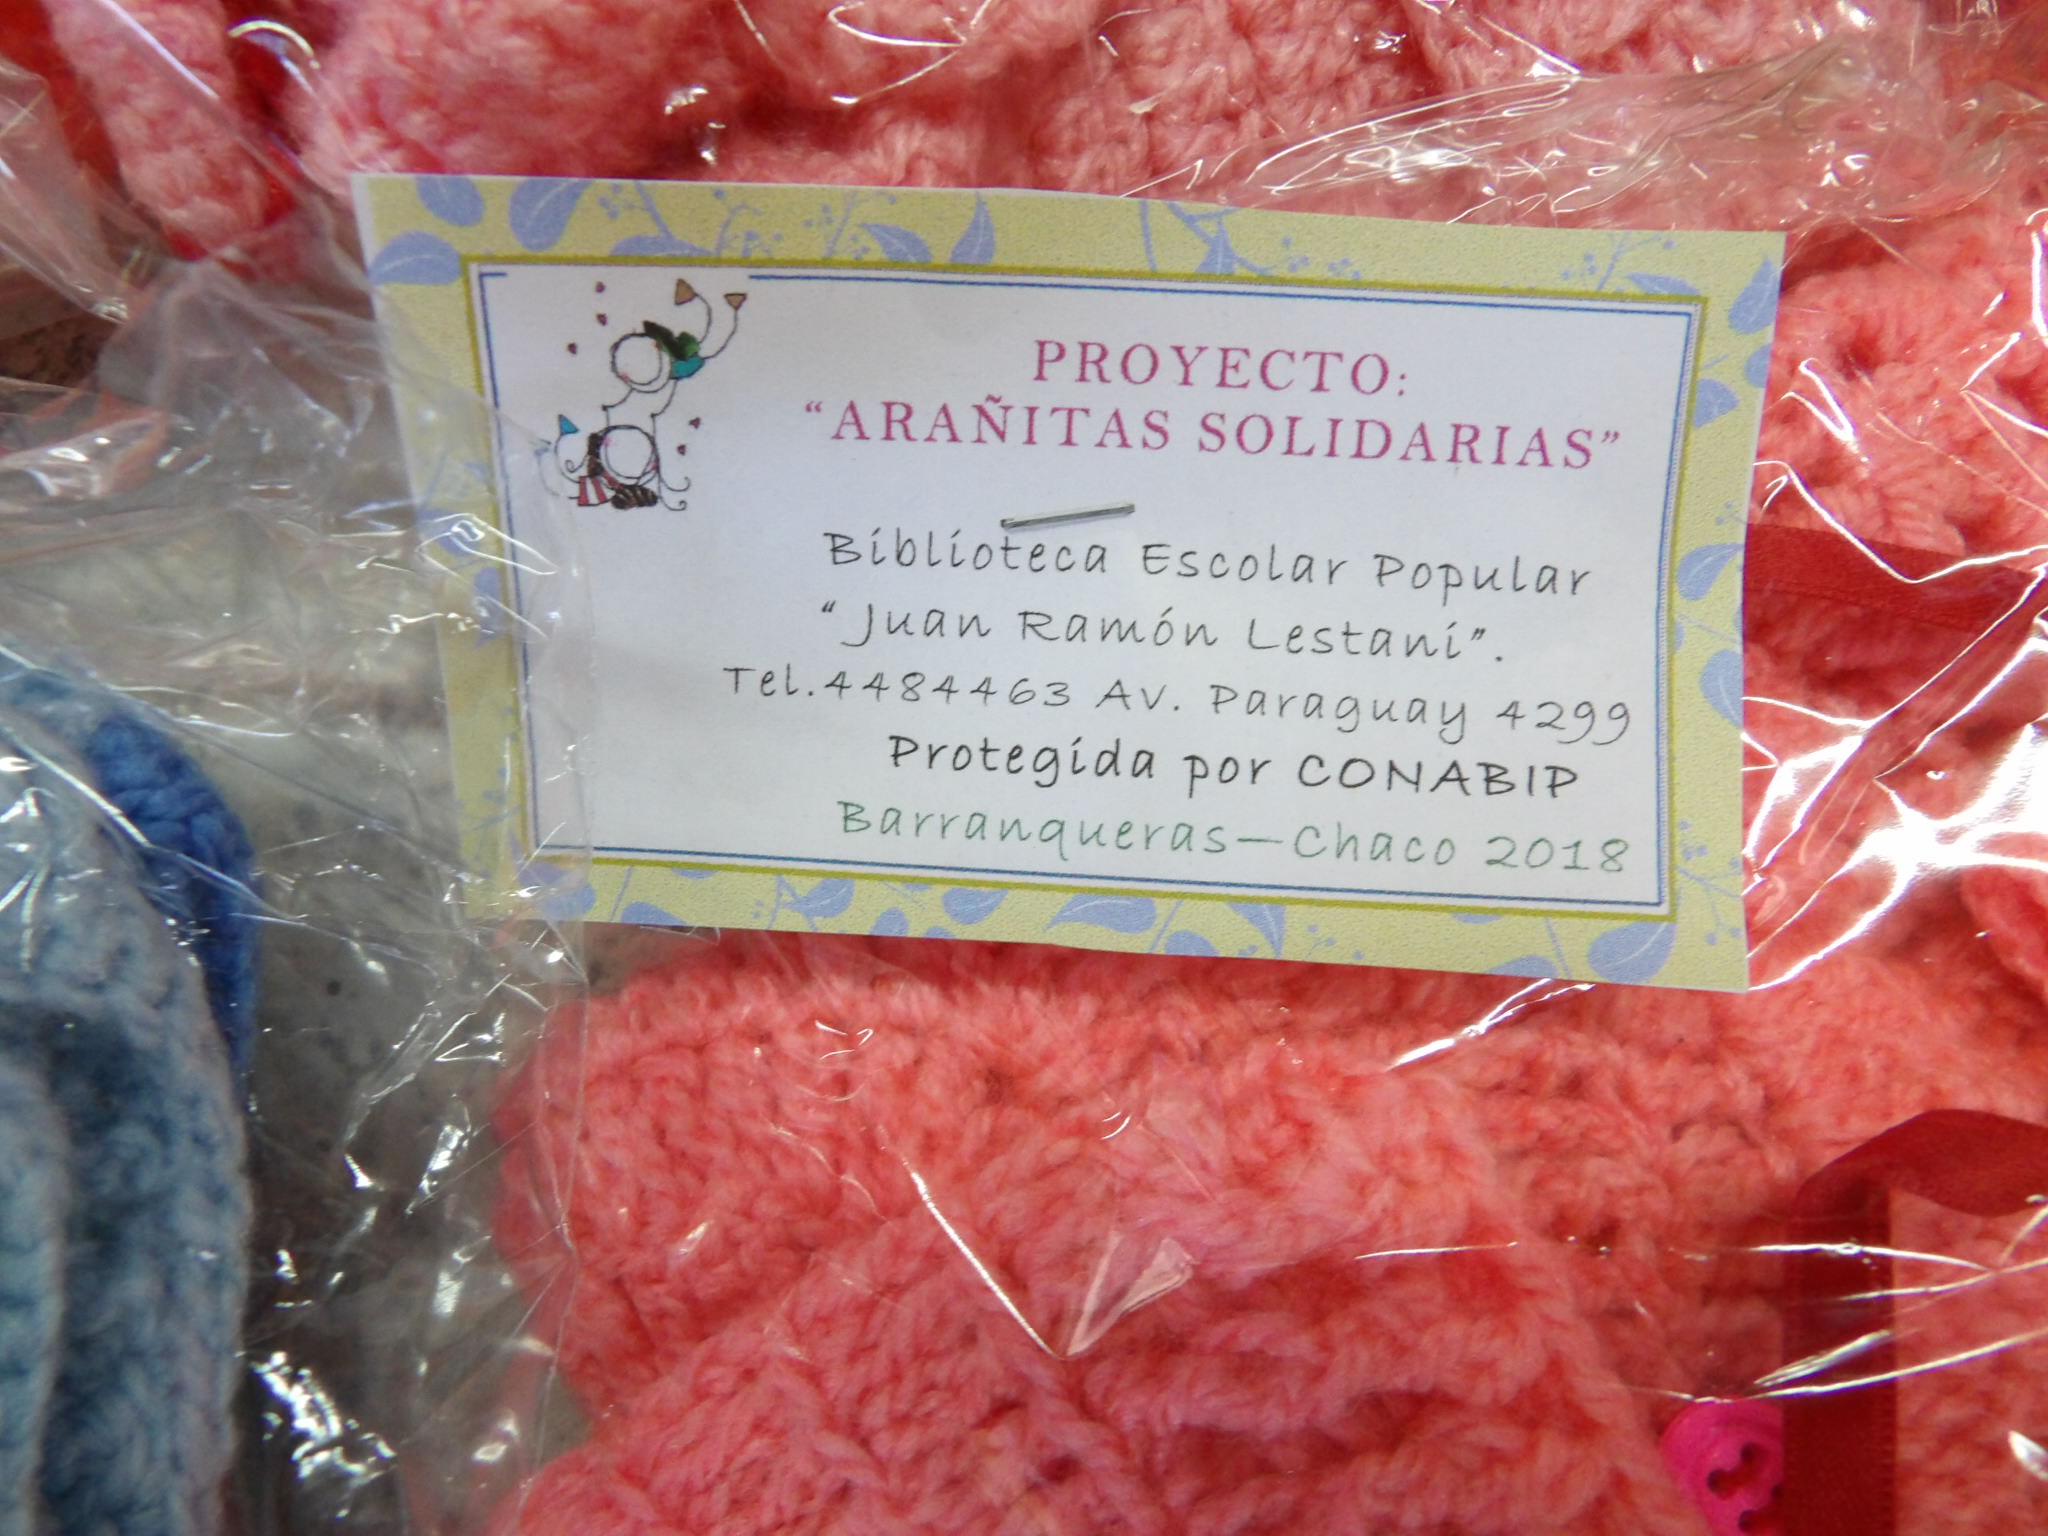 PROYECTO:
“ARAÑITAS SOLIDARIAS”
Biblioteca Escolar Popular
“Juan Ramón Lestani”.
Tel.4484463 Av. Paraguay 4299
Protegida por CONABIP
Barranqueras—Chaco 2018